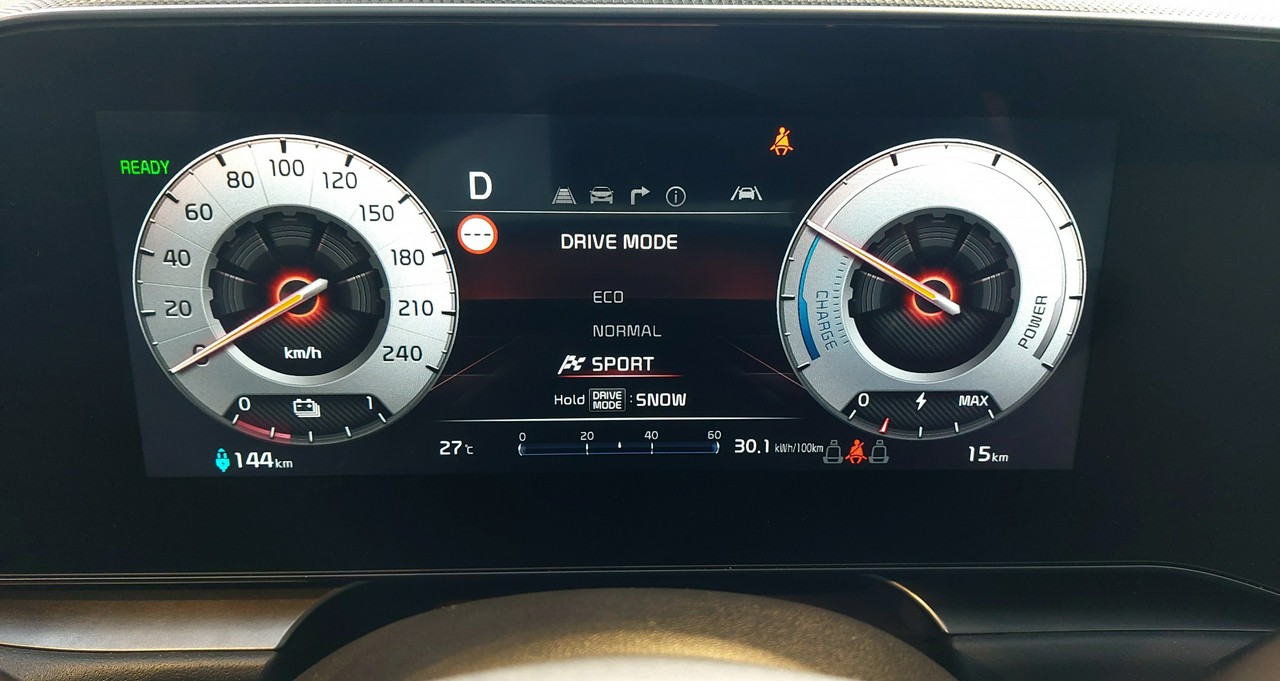 READY
0
20
40
60
80
100
120
150
180
210
240
km/h
0 1
144km
D
---
DRIVE MODE
ECO
NORMAL
SPORT
Hold DRIVE MODE : SNOW
27℃
0 20 40 60
30.1 kWh/100km
CHARGE
POWER
0 MAX
15km